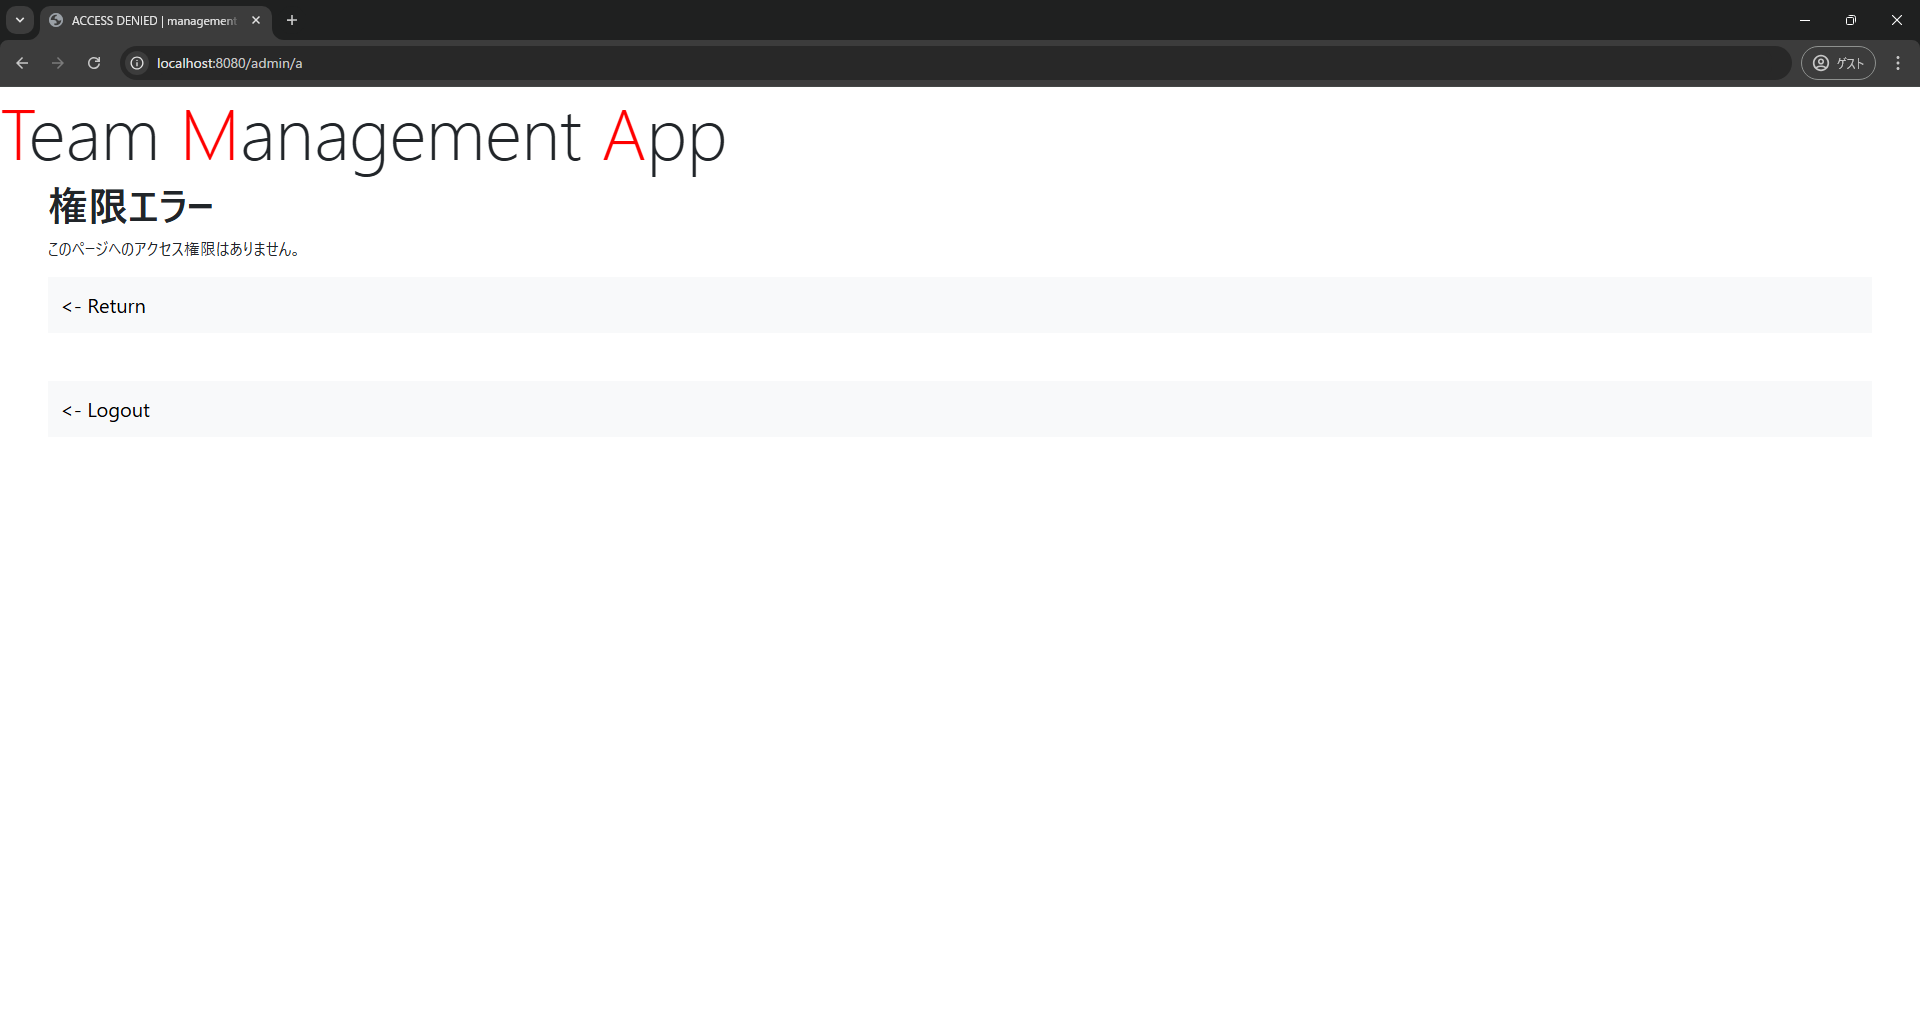 ACCESS DENIED | management
localhost:8080/admin/a
ゲスト
Team Management App
権限エラー
このページへのアクセス権限はありません。
<- Return
<- Logout